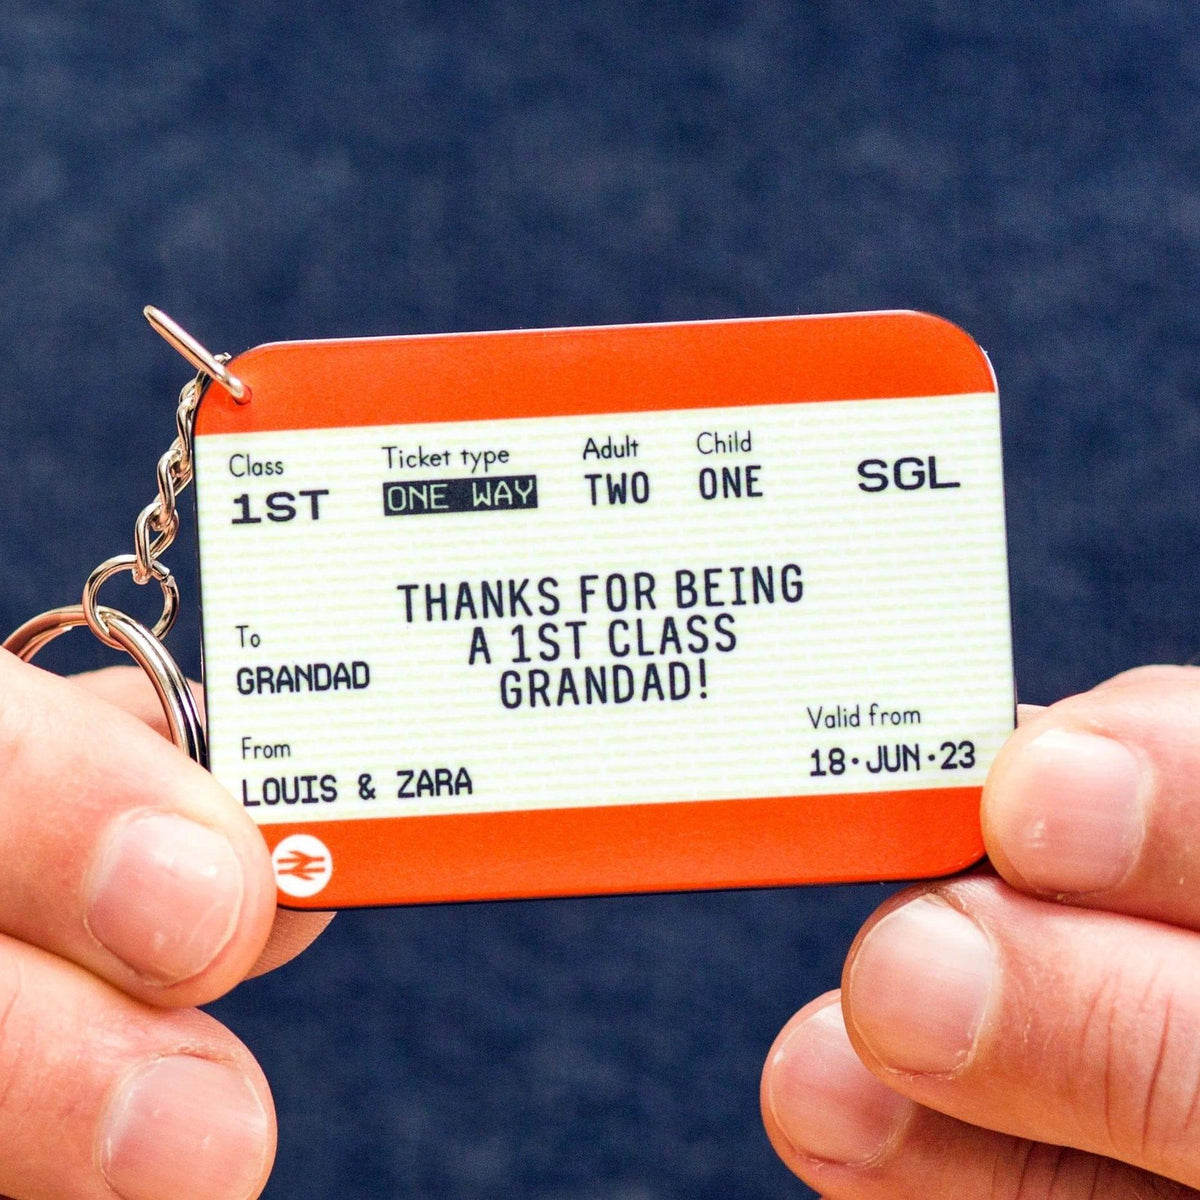 Class Ticket type Adult Child
1ST ONE WAY TWO ONE SGL
THANKS FOR BEING
A 1ST CLASS
GRANDAD!
To
GRANDAD
From
LOUIS & ZARA
Valid from
18·JUN·23